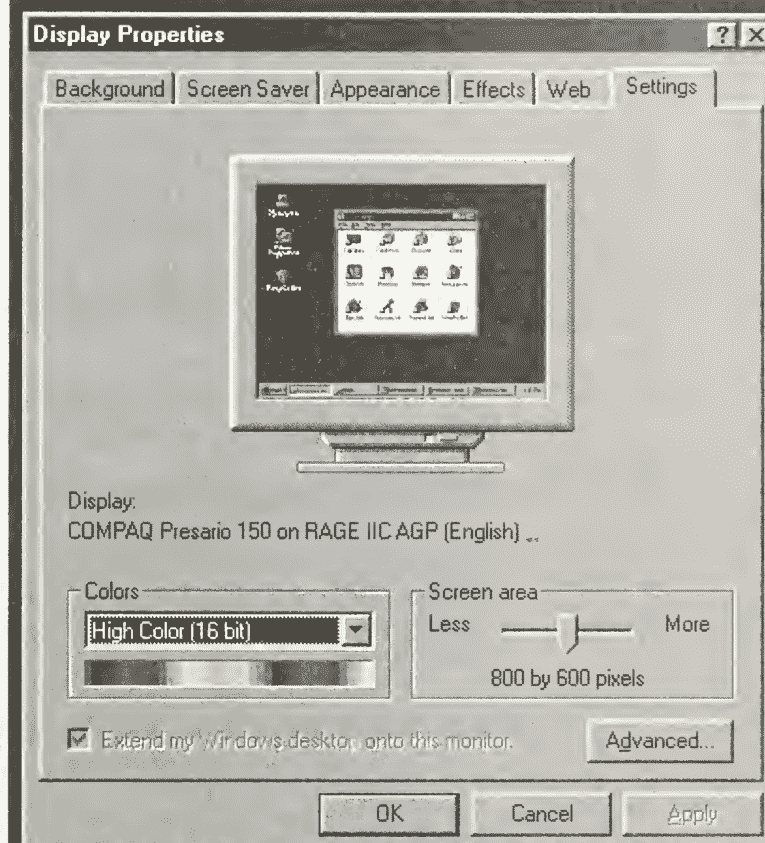 Display Properties
Background Screen Saver Appearance Effects Web Settings
Display:
COMPAQ Presario 150 on RAGE IIC AGP (English)
Colors
High Color (16 bit)
Screen area
Less More
800 by 600 pixels
Extend my Windows desktop onto this monitor.
Advanced...
OK Cancel Apply